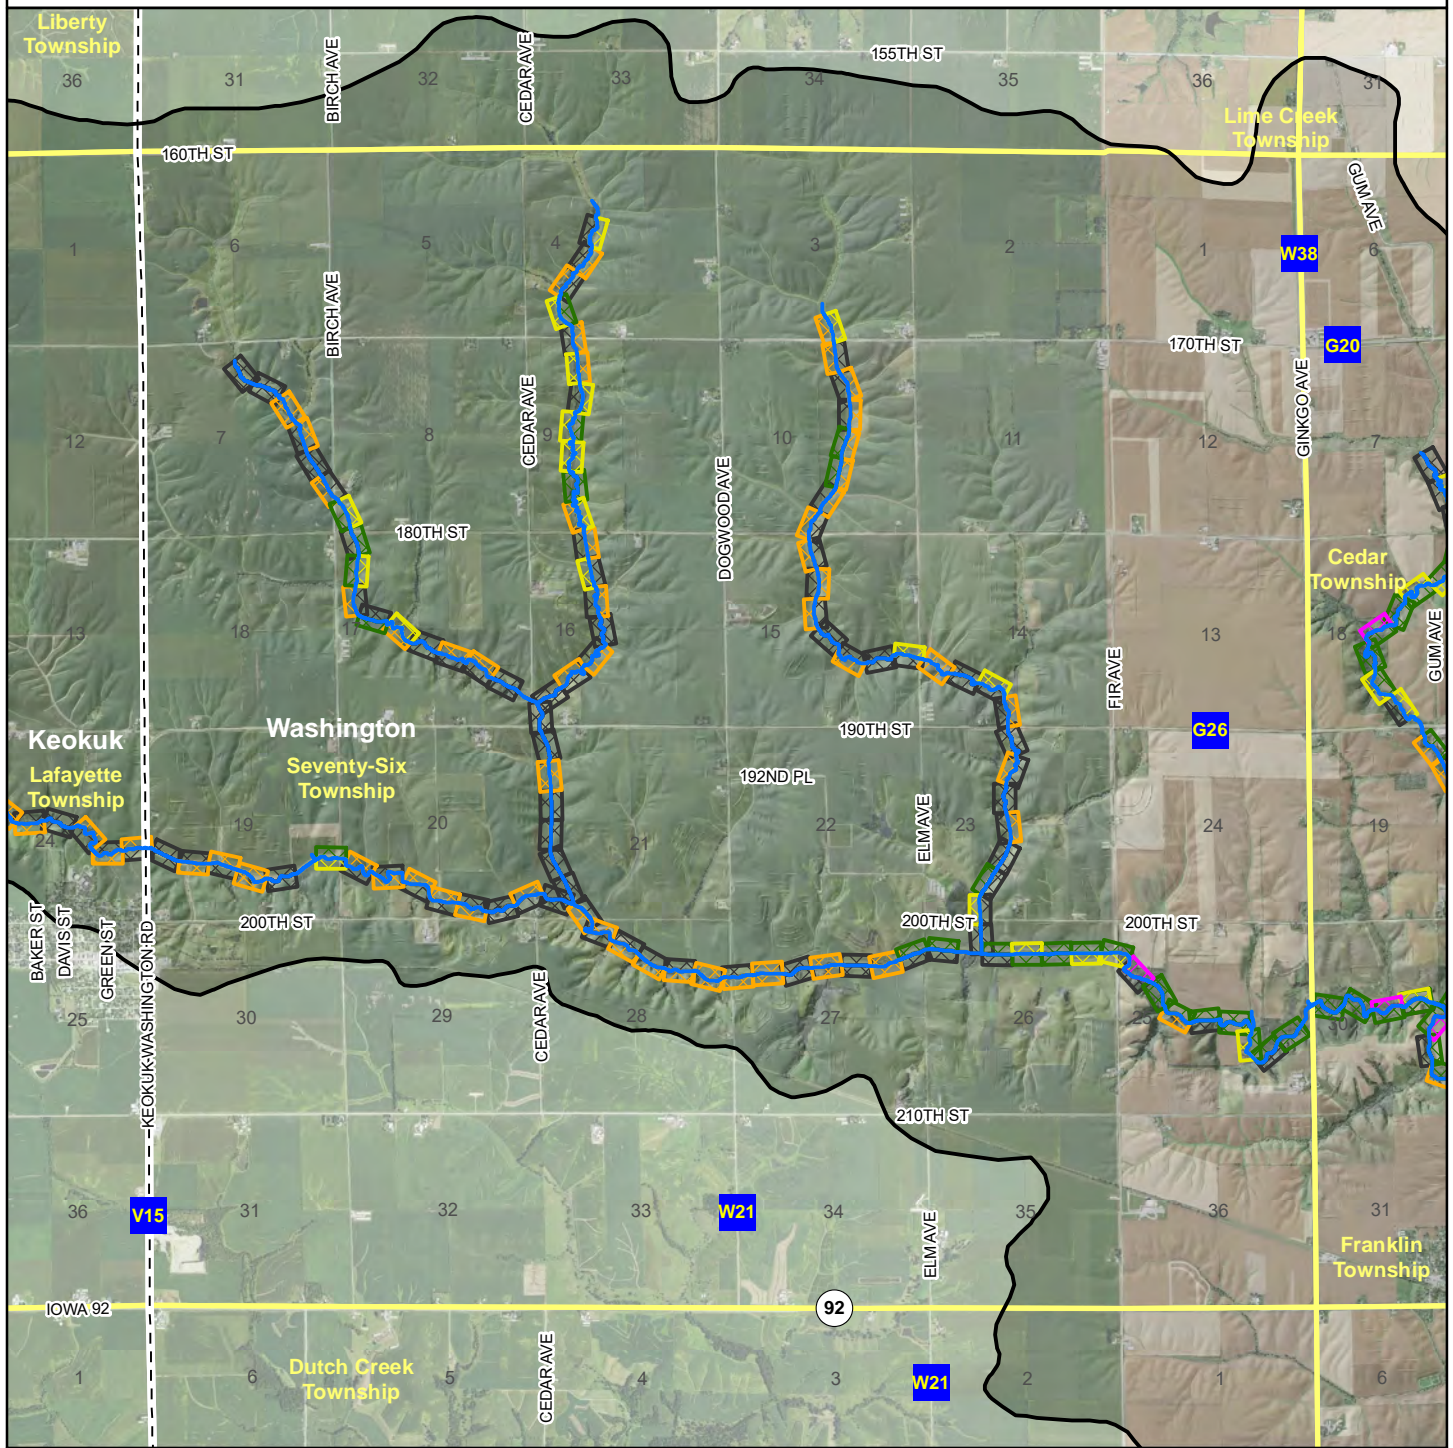 Liberty
Township
155TH ST
36
31
BIRCH AVE
32
CEDAR AVE
33
34
35
36
31
Lime Creek
Township
160TH ST
GUM AVE
1
6
5
4
3
2
1
W38
6
BIRCH AVE
170TH ST
G20
GINKGO AVE
CEDAR AVE
12
7
8
9
10
11
12
7
DOGWOOD AVE
180TH ST
Cedar
Township
13
18
17
16
15
14
13
18
GUM AVE
FIR AVE
Washington
190TH ST
G26
Keokuk
Seventy-Six
Township
Lafayette
Township
192ND PL
24
19
20
21
22
ELM AVE
23
24
19
BAKER ST
DAVIS ST
GREEN ST
200TH ST
200TH ST
200TH ST
KEOKUK-WASHINGTON RD
CEDAR AVE
25
30
29
28
27
26
25
30
210TH ST
36
V15
31
32
33
W21
34
ELM AVE
35
36
31
Franklin
Township
IOWA 92
92
Dutch Creek
Township
CEDAR AVE
1
6
5
4
3
W21
2
1
6